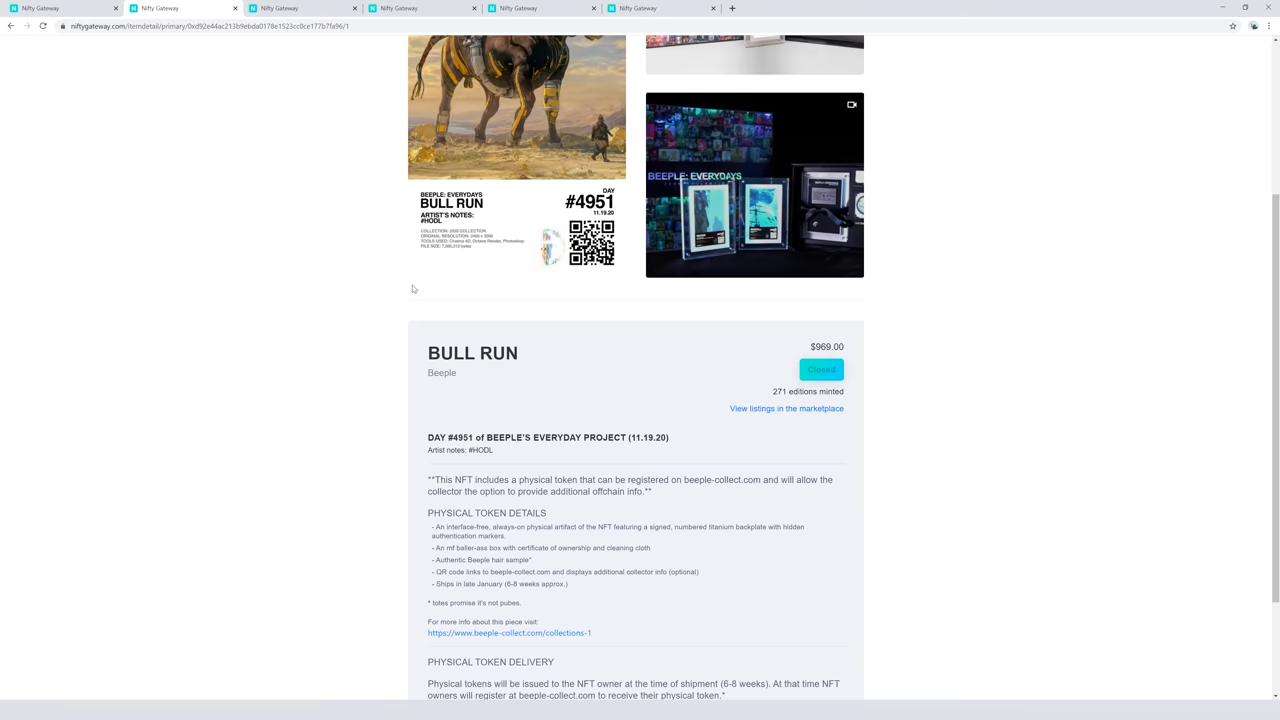 Nifty Gateway
Nifty Gateway
Nifty Gateway
Nifty Gateway
Nifty Gateway
Nifty Gateway
niftygateway.com/itemdetail/primary/0xd92e44ac213b9ebda0178e1523cc0ce177b7fa96/1
BEEPLE: EVERYDAYS
BULL RUN
ARTIST'S NOTES:
#HODL
COLLECTION: 2020 COLLECTION
TOOLS USED: Cinema 4D, Octane Render, Photoshop
DAY
#4951
11.19.20
BEEPLE: EVERYDAYS
BULL RUN
Beeple
$969.00
Closed
271 editions minted
View listings in the marketplace
DAY #4951 of BEEPLE'S EVERYDAY PROJECT (11.19.20)
Artist notes: #HODL
**This NFT includes a physical token that can be registered on beeple-collect.com and will allow the
collector the option to provide additional offchain info.**
PHYSICAL TOKEN DETAILS
- An interface-free, always-on physical artifact of the NFT featuring a signed, numbered titanium backplate with hidden
authentication markers.
- An mf baller-ass box with certificate of ownership and cleaning cloth
- Authentic Beeple hair sample*
- QR code links to beeple-collect.com and displays additional collector info (optional)
- Ships in late January (6-8 weeks approx.)
* totes promise it's not pubes.
For more info about this piece visit:
https://www.beeple-collect.com/collections-1
PHYSICAL TOKEN DELIVERY
Physical tokens will be issued to the NFT owner at the time of shipment (6-8 weeks). At that time NFT
owners will register at beeple-collect.com to receive their physical token.*